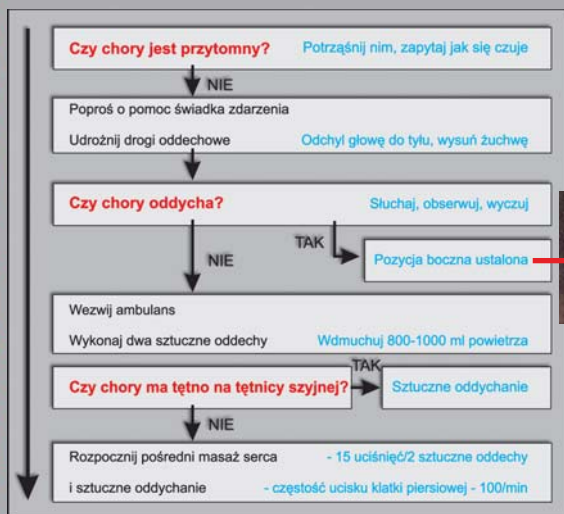 Czy chory jest przytomny? Potrząśnij nim, zapytaj jak się czuje
NIE
Poproś o pomoc świadka zdarzenia
Udrożnij drogi oddechowe Odchyl głowę do tyłu, wysuń żuchwę
Czy chory oddycha? Słuchaj, obserwuj, wyczuj
TAK
NIE
Pozycja boczna ustalona
Wezwij ambulans
Wykonaj dwa sztuczne oddechy Wdmuchuj 800-1000 ml powietrza
TAK
Czy chory ma tętno na tętnicy szyjnej? Sztuczne oddychanie
NIE
Rozpocznij pośredni masaż serca - 15 uciśnięć/2 sztuczne oddechy
i sztuczne oddychanie - częstość ucisku klatki piersiowej - 100/min